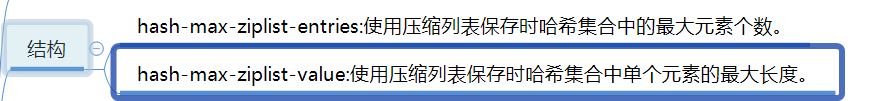 hash-max-ziplist-entries:使用压缩列表保存时哈希集合中的最大元素个数。
结构
hash-max-ziplist-value:使用压缩列表保存时哈希集合中单个元素的最大长度。